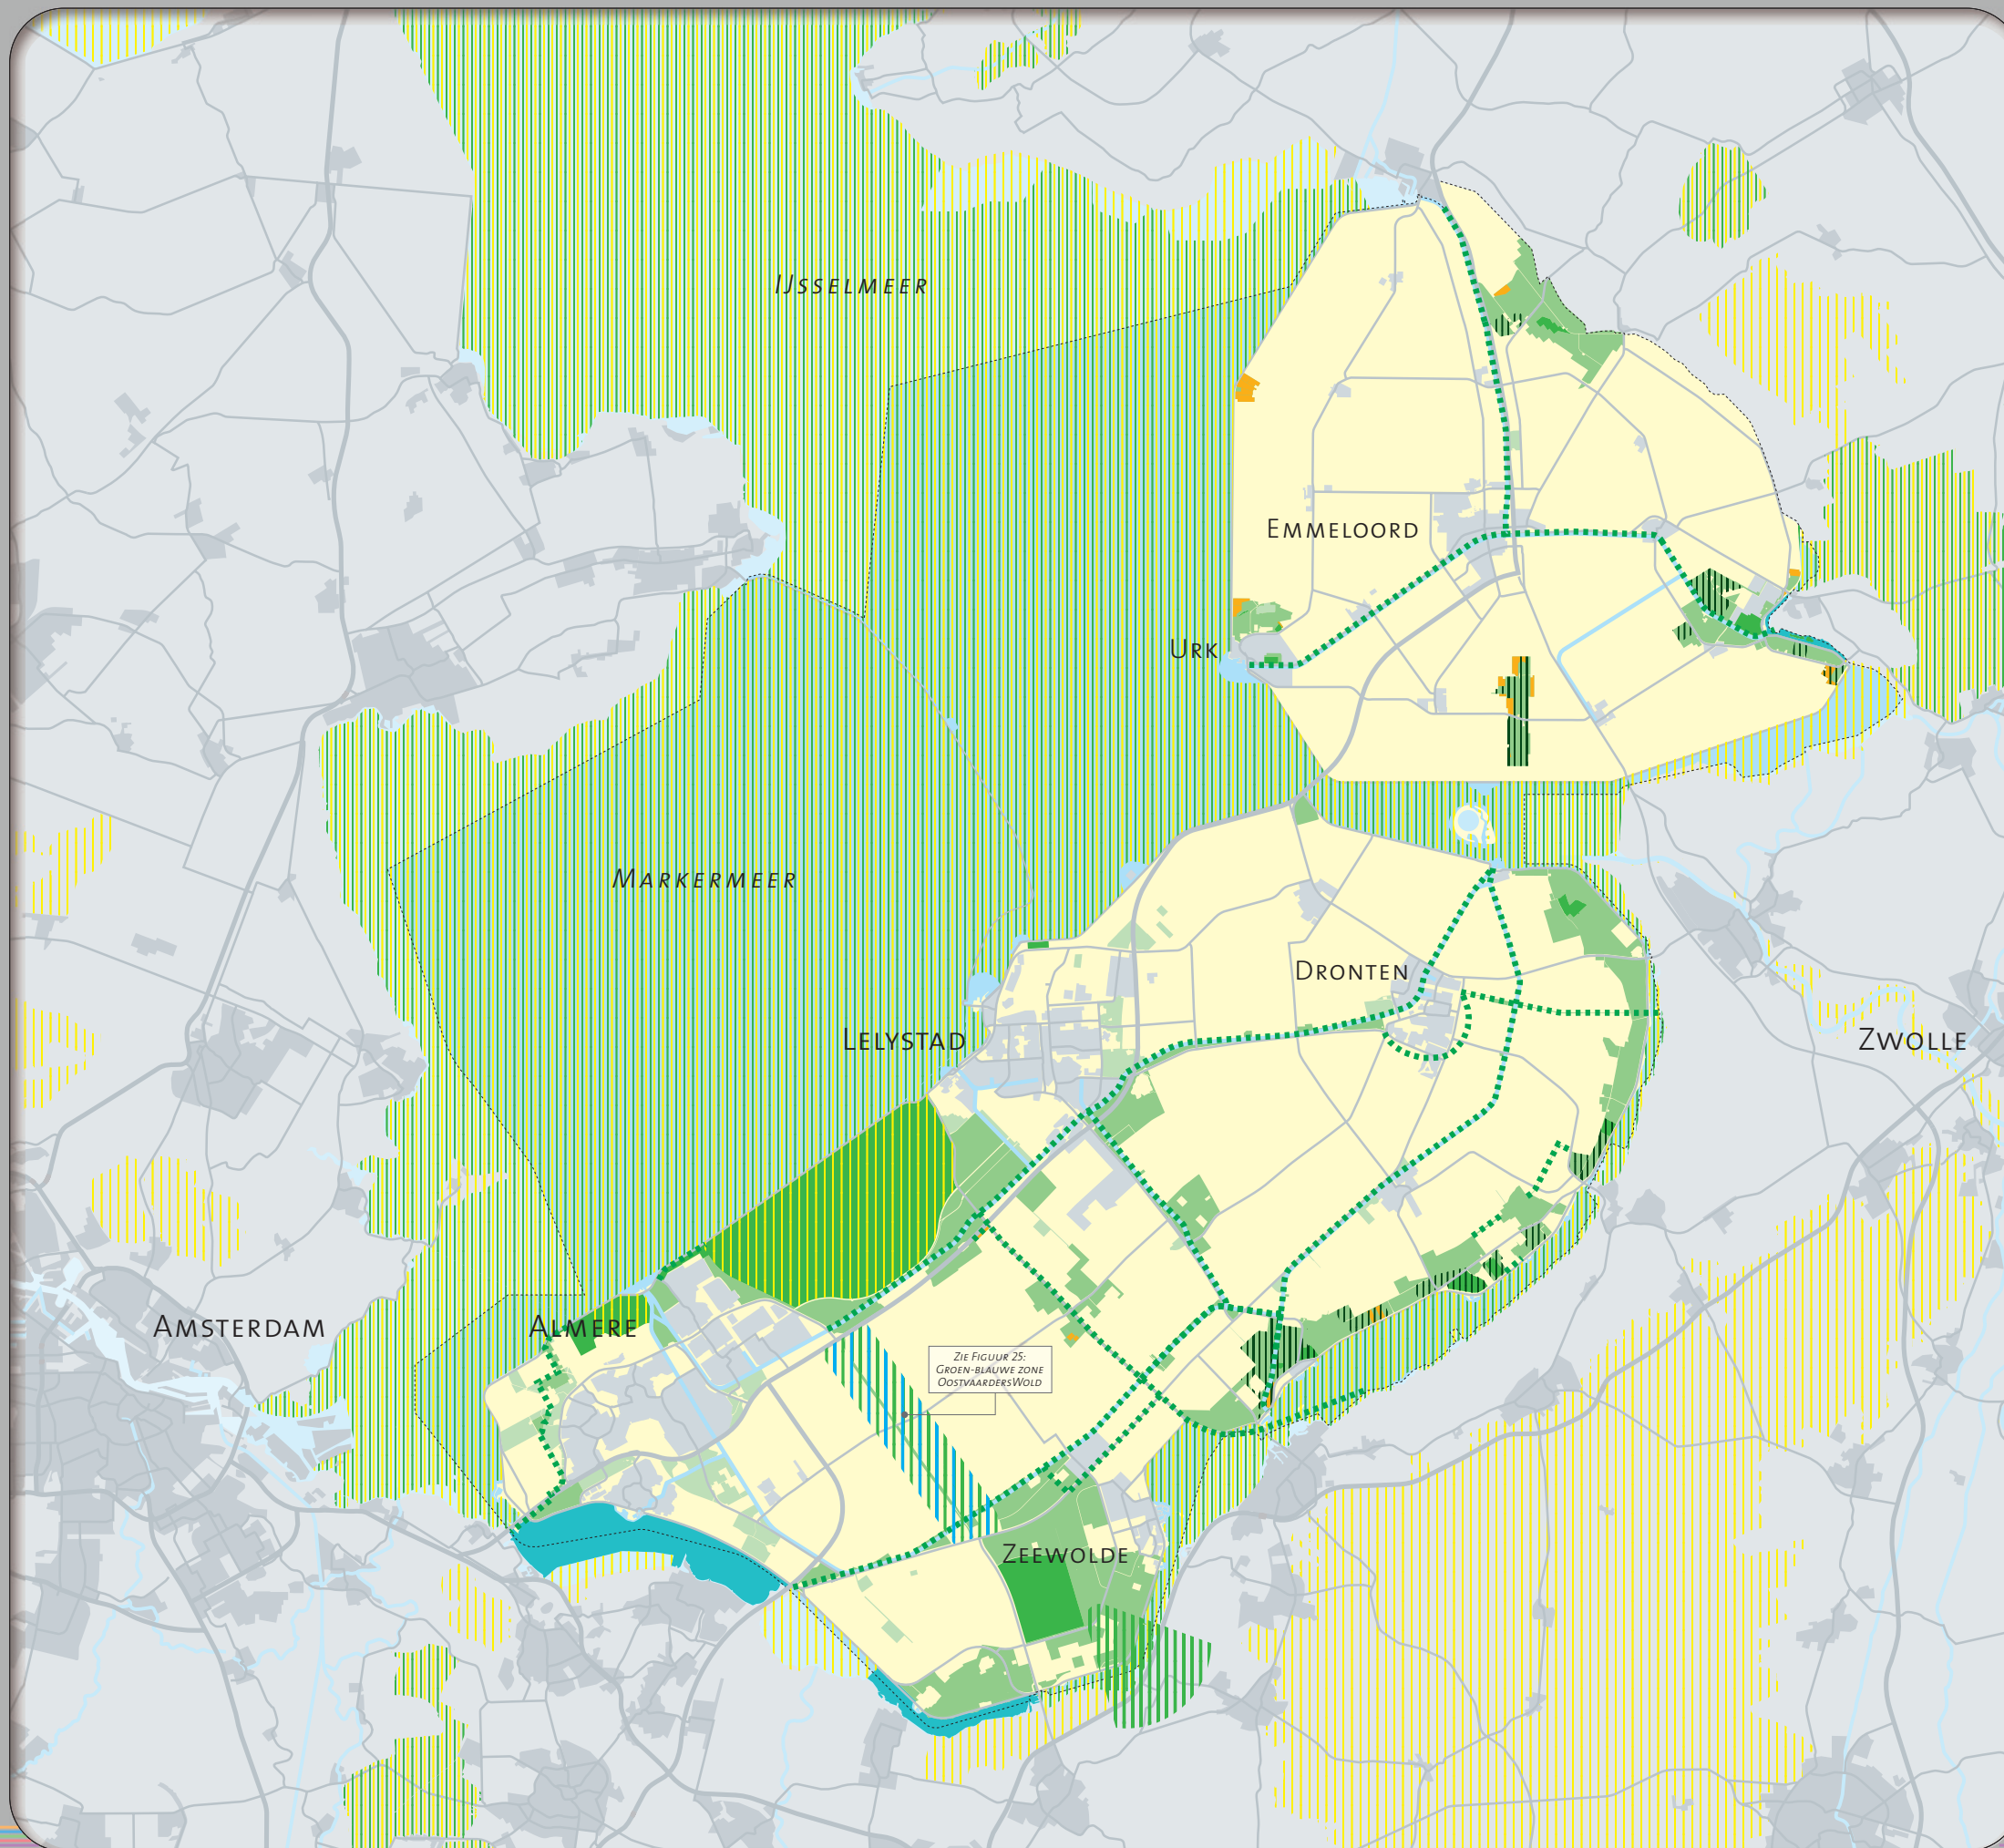 IJsselmeer
Emmeloord
Urk
Markermeer
Dronten
Lelystad
Zwolle
Amsterdam
Almere
Zie Figuur 25:
Groen-blauwe zone
OostvaardersWold
Zeewolde